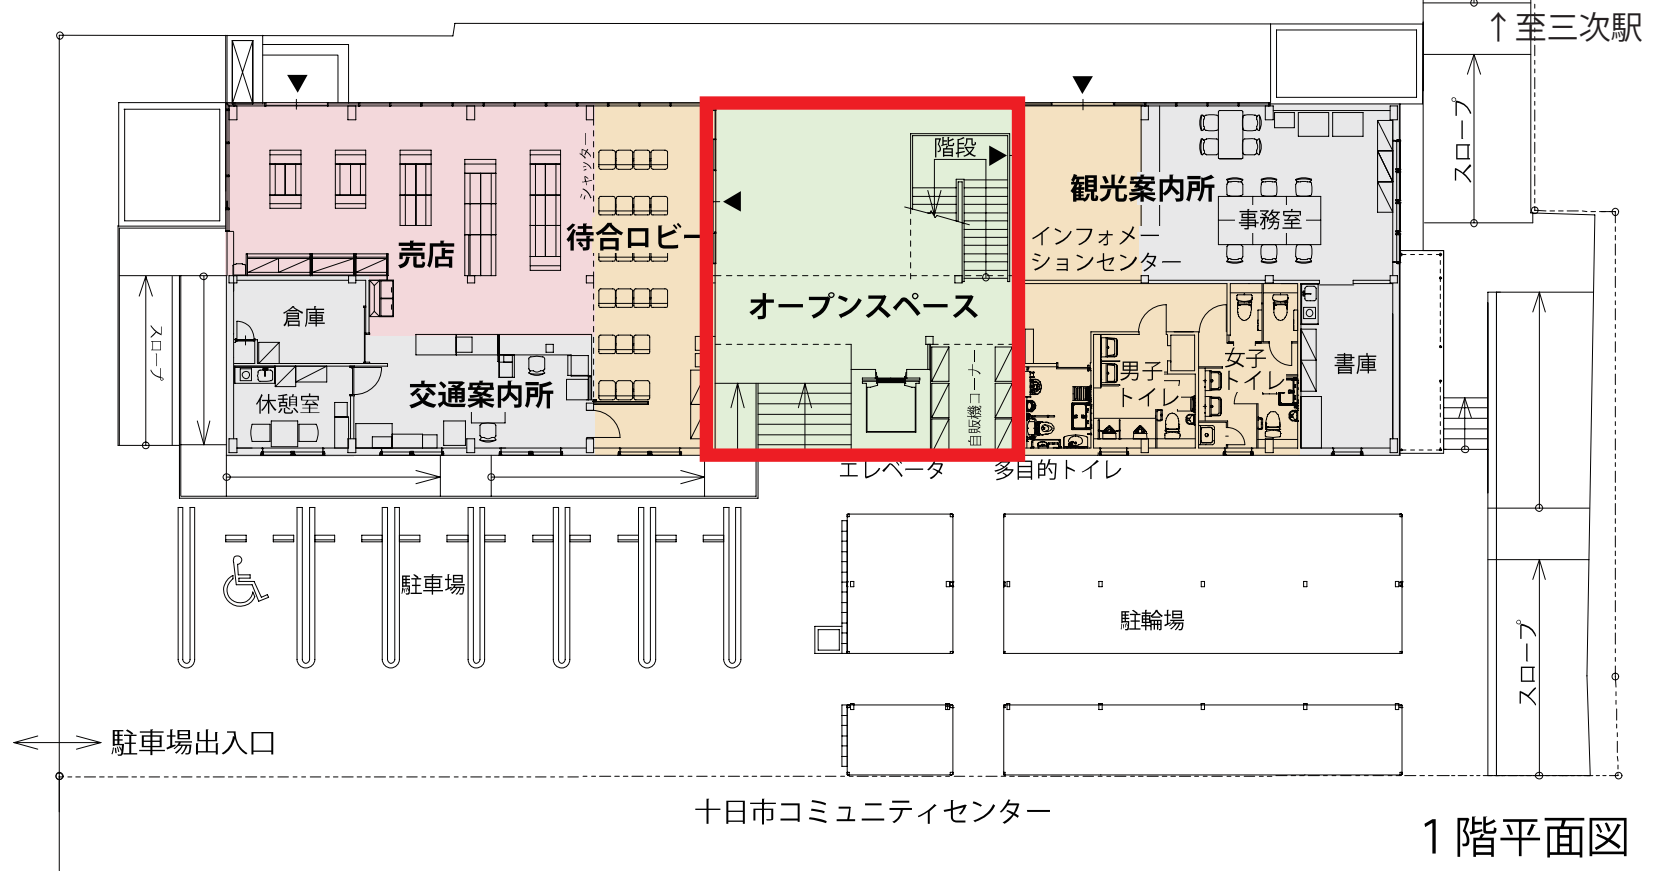 ↑至三次駅
スロープ
階段
シャッター
観光案内所
事務室
待合ロビー
売店
インフォメー
ションセンター
オープンスペース
倉庫
スロープ
自販機コーナー
女子
トイレ
男子
トイレ
書庫
交通案内所
休憩室
エレベータ
多目的トイレ
駐車場
駐輪場
スロープ
駐車場出入口
十日市コミュニティセンター
1階平面図